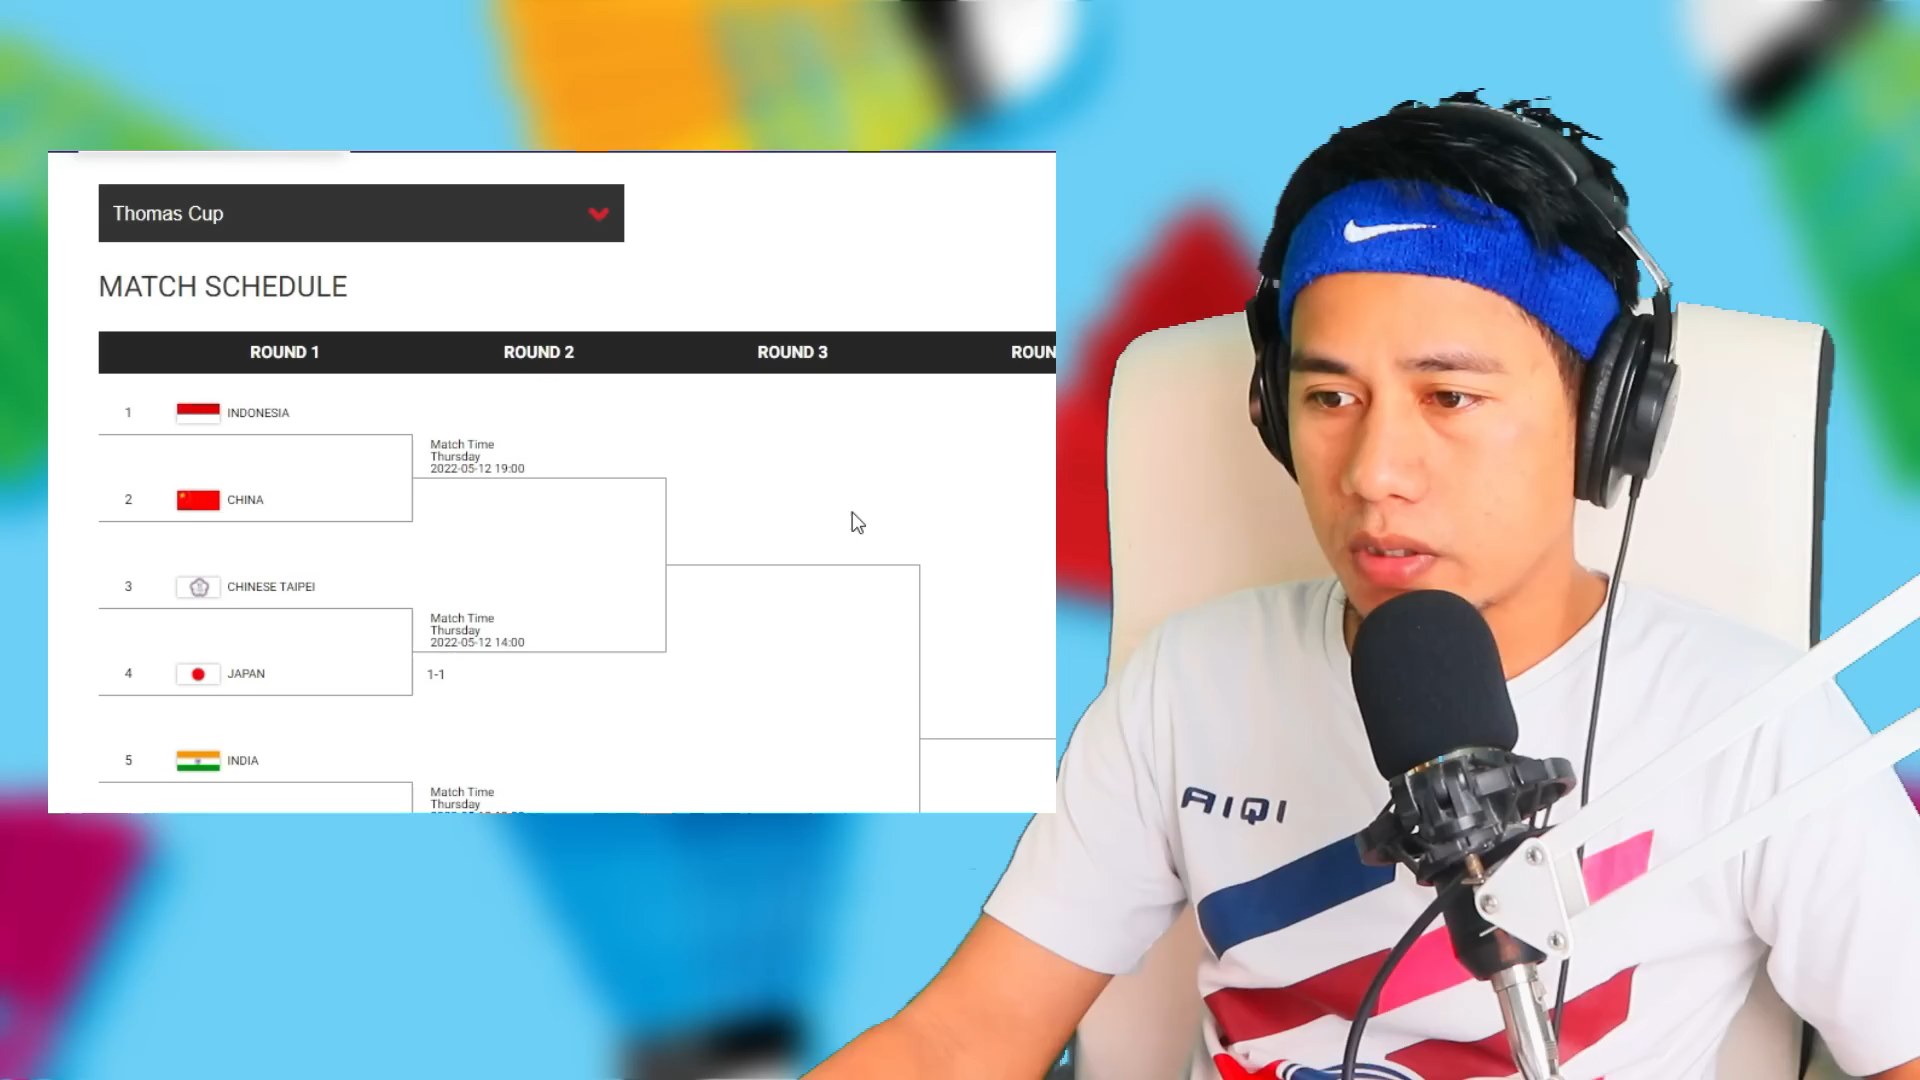 Thomas Cup
MATCH SCHEDULE
ROUND 1
ROUND 2
ROUND 3
ROUN
1
INDONESIA
Match Time
Thursday
2022-05-12 19:00
2
CHINA
3
CHINESE TAIPEI
Match Time
Thursday
2022-05-12 14:00
4
JAPAN
1-1
5
INDIA
Match Time
Thursday
AIQI